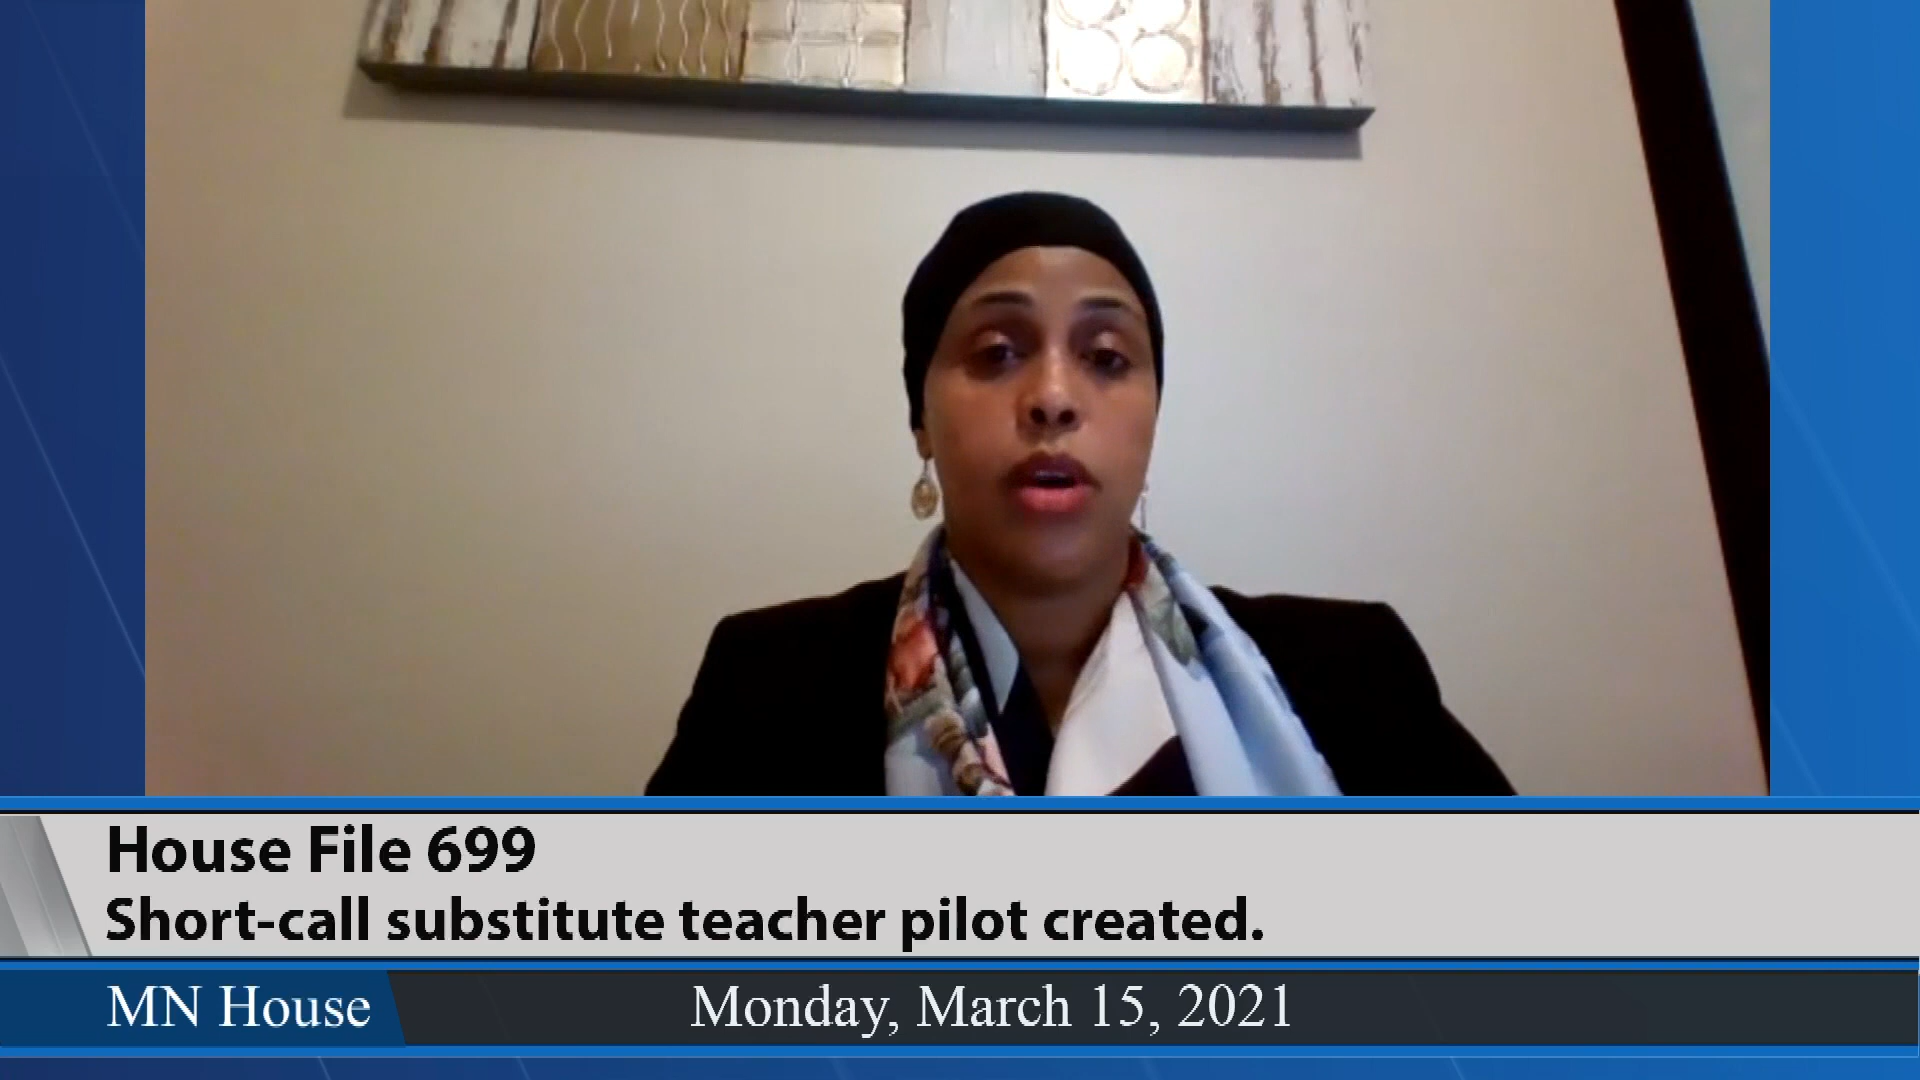 House File 699
Short-call substitute teacher pilot created.
MN House
Monday, March 15, 2021